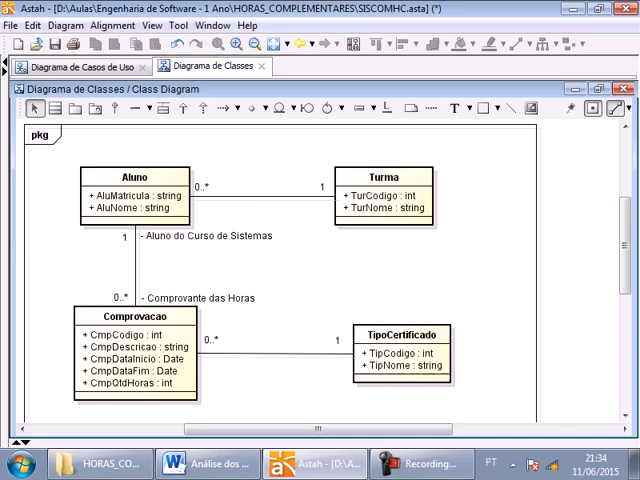 Astah - [D:\Aulas\Engenharia de Software - 1 Ano\HORAS_COMPLEMENTARES\SISCOMHC.asta] (*)
File Edit Diagram Alignment View Tool Window Help
Diagrama de Casos de Uso
Diagrama de Classes
Diagrama de Classes / Class Diagram
T
pkg
Aluno
+ AluMatricula : string
+ AluNome : string
0..*
1
Turma
+ TurCodigo : int
+ TurNome : string
1
- Aluno do Curso de Sistemas
0..*
- Comprovante das Horas
Comprovacao
+ CmpCodigo : int
+ CmpDescricao : string
+ CmpDataInicio : Date
+ CmpDataFim : Date
+ CmpQtdHoras : int
0..*
1
TipoCertificado
+ TipCodigo : int
+ TipNome : string
HORAS_CO...
Análise dos ...
Astah - [D:\A...
Recording...
PT
21:34
11/06/2015